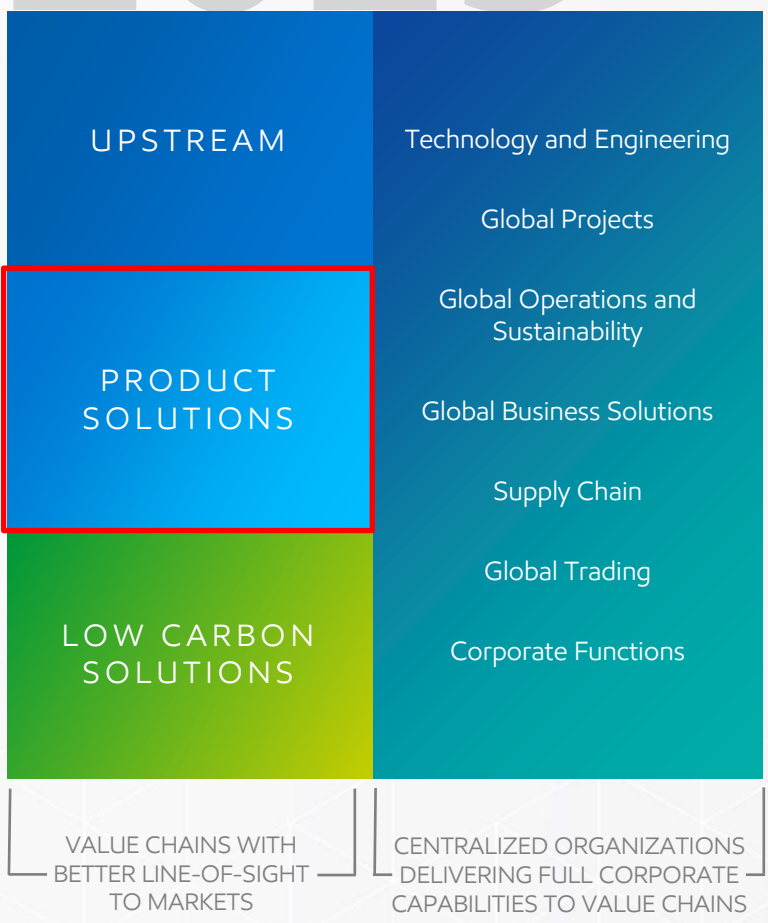 UPSTREAM
PRODUCT
SOLUTIONS
LOW CARBON
SOLUTIONS
Technology and Engineering
Global Projects
Global Operations and
Sustainability
Global Business Solutions
Supply Chain
Global Trading
Corporate Functions
VALUE CHAINS WITH
BETTER LINE-OF-SIGHT
TO MARKETS
CENTRALIZED ORGANIZATIONS
DELIVERING FULL CORPORATE
CAPABILITIES TO VALUE CHAINS